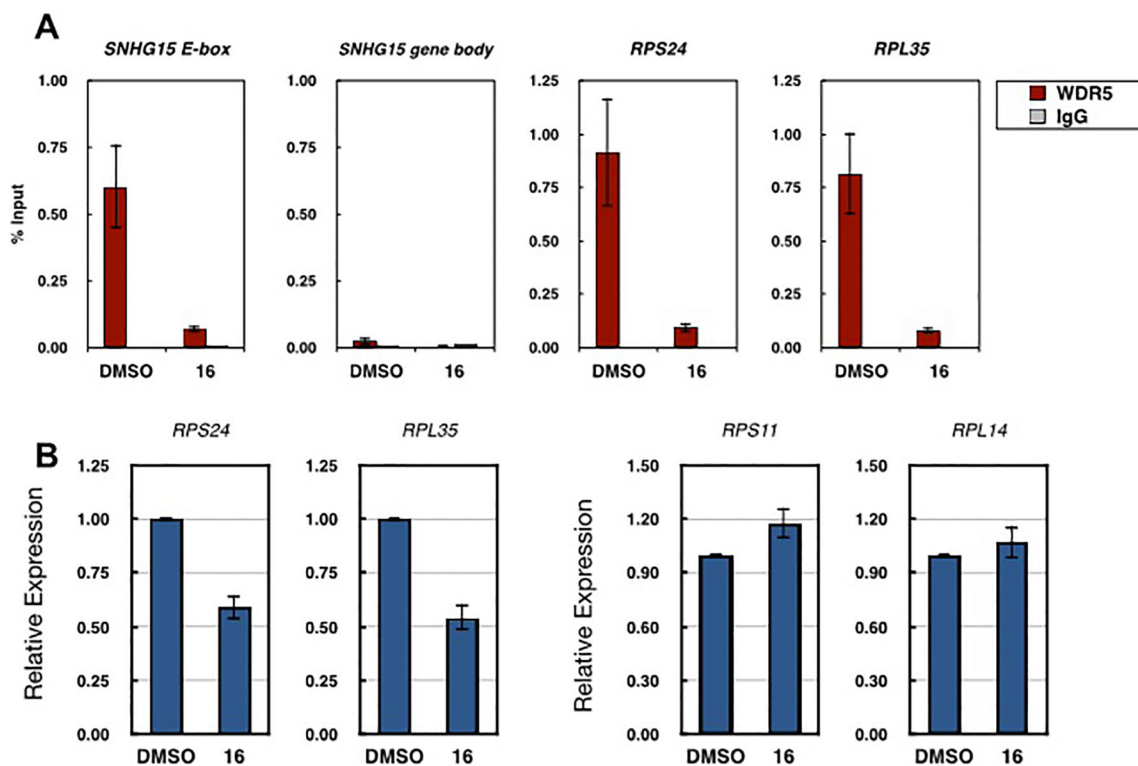 A
SNHG15 E-box
SNHG15 gene body
RPS24
RPL35
WDR5
IgG
% Input
1.00
0.75
0.50
0.25
0.00
DMSO 16
1.00
0.75
0.50
0.25
0.00
DMSO 16
1.25
1.00
0.75
0.50
0.25
0.00
DMSO 16
1.25
1.00
0.75
0.50
0.25
0.00
DMSO 16
B
RPS24
RPL35
RPS11
RPL14
Relative Expression
1.25
1.00
0.75
0.50
0.25
0.00
DMSO 16
1.25
1.00
0.75
0.50
0.25
0.00
DMSO 16
Relative Expression
1.50
1.20
0.90
0.60
0.30
0.00
DMSO 16
1.50
1.20
0.90
0.60
0.30
0.00
DMSO 16